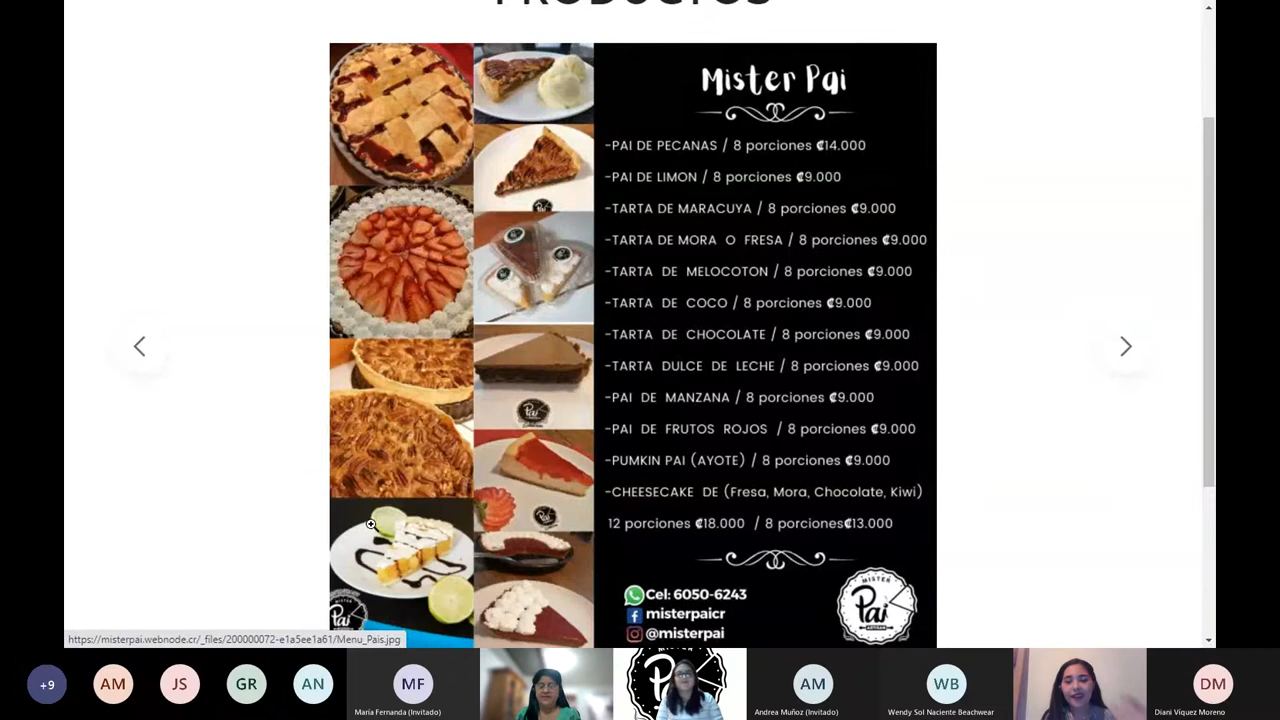 PRODUCTOS
Mister Pai
-PAI DE PECANAS / 8 porciones ₡14.000
-PAI DE LIMON / 8 porciones ₡9.000
-TARTA DE MARACUYA / 8 porciones ₡9.000
-TARTA DE MORA O FRESA / 8 porciones ₡9.000
-TARTA DE MELOCOTON / 8 porciones ₡9.000
-TARTA DE COCO / 8 porciones ₡9.000
-TARTA DE CHOCOLATE / 8 porciones ₡9.000
-TARTA DULCE DE LECHE / 8 porciones ₡9.000
-PAI DE MANZANA / 8 porciones ₡9.000
-PAI DE FRUTOS ROJOS / 8 porciones ₡9.000
-PUMKIN PAI (AYOTE) / 8 porciones ₡9.000
-CHEESECAKE DE (Fresa, Mora, Chocolate, Kiwi)
12 porciones ₡18.000 / 8 porciones₡13.000
Cel: 6050-6243
misterpaicr
@misterpai
MISTER
Pai
https://misterpai.webnode.cr/_files/200000072-e1a5ee1a61/Menu_Pais.jpg
+9
AM
JS
GR
AN
MF
María Fernanda (Invitado)
AM
Andrea Muñoz (Invitado)
WB
Wendy Sol Naciente Beachwear
DM
Diani Víquez Moreno